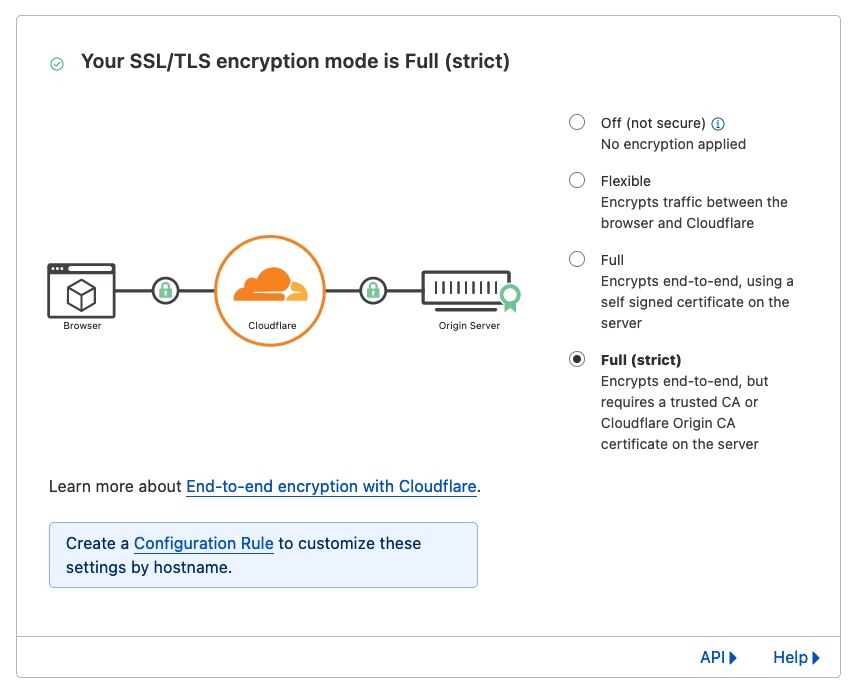 Your SSL/TLS encryption mode is Full (strict)
Off (not secure)
No encryption applied
Flexible
Encrypts traffic between the
browser and Cloudflare
Full
Encrypts end-to-end, using a
self signed certificate on the
server
Full (strict)
Encrypts end-to-end, but
requires a trusted CA or
Cloudflare Origin CA
certificate on the server
Browser
Cloudflare
Origin Server
Learn more about End-to-end encryption with Cloudflare.
Create a Configuration Rule to customize these
settings by hostname.
API
Help